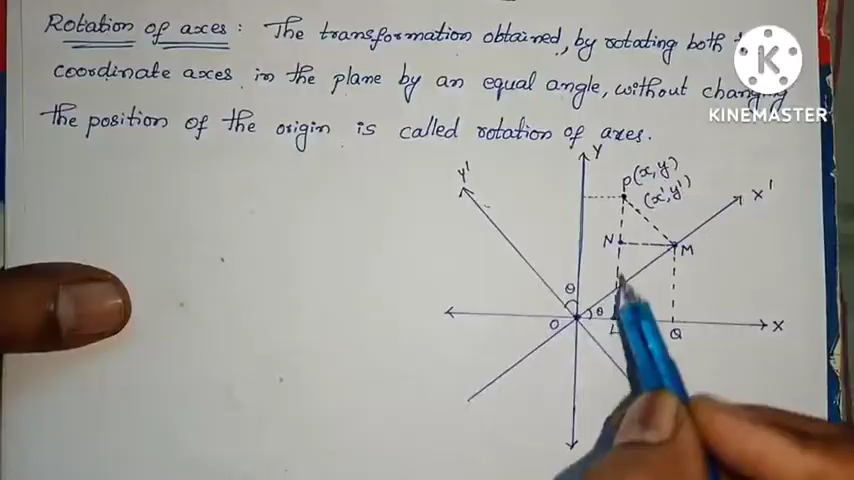 Rotation of axes : The transformation obtained, by rotating both
coordinate axes in the plane by an equal angle, without changing
the position of the origin is called rotation of axes.
K
KINEMASTER
Y
Y'
P(x,y)
(x',y')
X'
N
M
θ
θ
O
L
Q
X